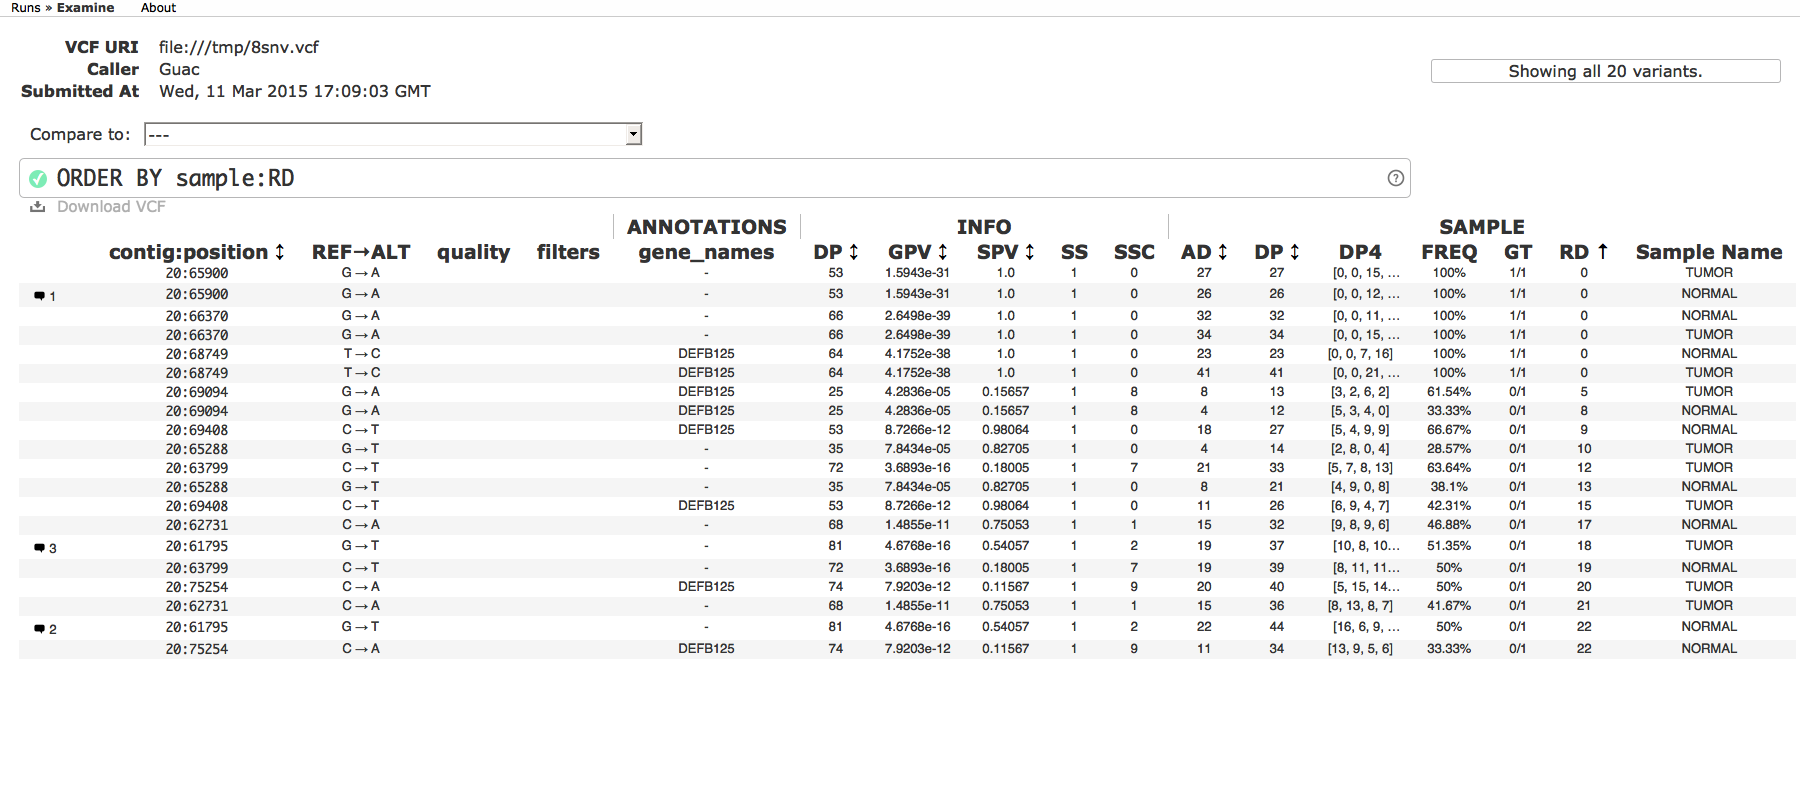 Runs » Examine About
VCF URI file:///tmp/8snv.vcf
Caller Guac
Submitted At Wed, 11 Mar 2015 17:09:03 GMT
Showing all 20 variants.
Compare to: ---
ORDER BY sample:RD
Download VCF
ANNOTATIONS INFO SAMPLE
contig:position REF→ALT quality filters gene_names DP GPV SPV SS SSC AD DP DP4 FREQ GT RD Sample Name
20:65900 G→A - 53 1.5943e-31 1.0 1 0 27 27 [0, 0, 15, ... 100% 1/1 0 TUMOR
1 20:65900 G→A - 53 1.5943e-31 1.0 1 0 26 26 [0, 0, 12, ... 100% 1/1 0 NORMAL
20:66370 G→A - 66 2.6498e-39 1.0 1 0 32 32 [0, 0, 11, ... 100% 1/1 0 NORMAL
20:66370 G→A - 66 2.6498e-39 1.0 1 0 34 34 [0, 0, 15, ... 100% 1/1 0 TUMOR
20:68749 T→C DEFB125 64 4.1752e-38 1.0 1 0 23 23 [0, 0, 7, 16] 100% 1/1 0 NORMAL
20:68749 T→C DEFB125 64 4.1752e-38 1.0 1 0 41 41 [0, 0, 21, ... 100% 1/1 0 TUMOR
20:69094 G→A DEFB125 25 4.2836e-05 0.15657 1 8 8 13 [3, 2, 6, 2] 61.54% 0/1 5 TUMOR
20:69094 G→A DEFB125 25 4.2836e-05 0.15657 1 8 4 12 [5, 3, 4, 0] 33.33% 0/1 8 NORMAL
20:69408 C→T DEFB125 53 8.7266e-12 0.98064 1 0 18 27 [5, 4, 9, 9] 66.67% 0/1 9 NORMAL
20:65288 G→T - 35 7.8434e-05 0.82705 1 0 4 14 [2, 8, 0, 4] 28.57% 0/1 10 TUMOR
20:63799 C→T - 72 3.6893e-16 0.18005 1 7 21 33 [5, 7, 8, 13] 63.64% 0/1 12 TUMOR
20:65288 G→T - 35 7.8434e-05 0.82705 1 0 8 21 [4, 9, 0, 8] 38.1% 0/1 13 NORMAL
20:69408 C→T DEFB125 53 8.7266e-12 0.98064 1 0 11 26 [6, 9, 4, 7] 42.31% 0/1 15 TUMOR
20:62731 C→A - 68 1.4855e-11 0.75053 1 1 15 32 [9, 8, 9, 6] 46.88% 0/1 17 NORMAL
3 20:61795 G→T - 81 4.6768e-16 0.54057 1 2 19 37 [10, 8, 10... 51.35% 0/1 18 TUMOR
20:63799 C→T - 72 3.6893e-16 0.18005 1 7 19 39 [8, 11, 11... 50% 0/1 19 NORMAL
20:75254 C→A DEFB125 74 7.9203e-12 0.11567 1 9 20 40 [5, 15, 14... 50% 0/1 20 TUMOR
20:62731 C→A - 68 1.4855e-11 0.75053 1 1 15 36 [8, 13, 8, 7] 41.67% 0/1 21 TUMOR
2 20:61795 G→T - 81 4.6768e-16 0.54057 1 2 22 44 [16, 6, 9, ... 50% 0/1 22 NORMAL
20:75254 C→A DEFB125 74 7.9203e-12 0.11567 1 9 11 34 [13, 9, 5, 6] 33.33% 0/1 22 NORMAL